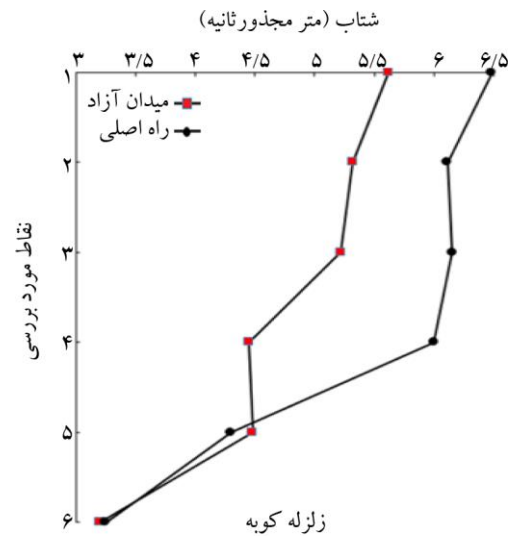 شتاب (متر مجذورثانیه)
۳ ۳/۵ ۴ ۴/۵ ۵ ۵/۵ ۶ ۶/۵
میدان آزاد
راه اصلی
نقاط مورد بررسی
۱
۲
۳
۴
۵
۶
زلزله کوبه